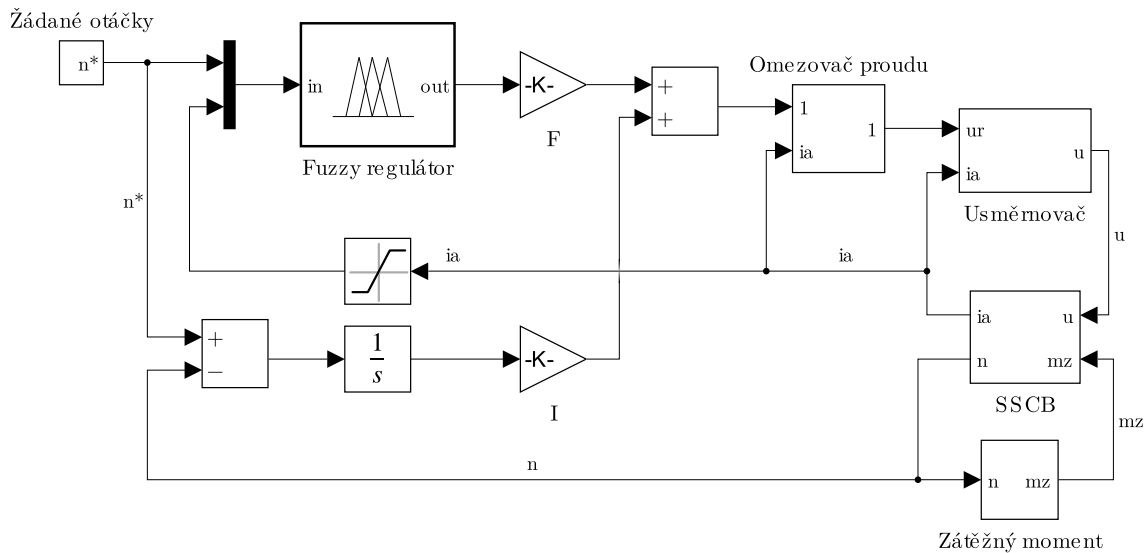 Žádané otáčky
n*
in
out
Fuzzy regulátor
-K-
F
+
+
Omezovač proudu
1
ia
1
ur
ia
u
Usměrnovač
n*
ia
ia
u
+
−
1
s
-K-
I
ia
n
u
mz
SSCB
mz
n
n
mz
Zátěžný moment